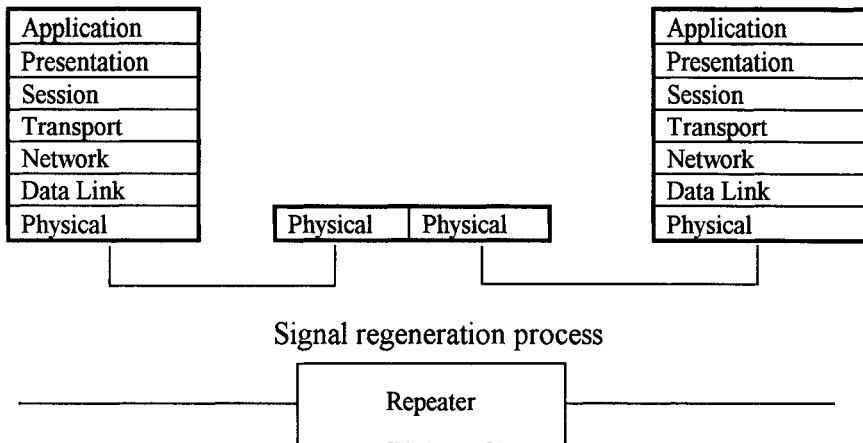 Application
Presentation
Session
Transport
Network
Data Link
Physical
Physical Physical
Application
Presentation
Session
Transport
Network
Data Link
Physical
Signal regeneration process
Repeater